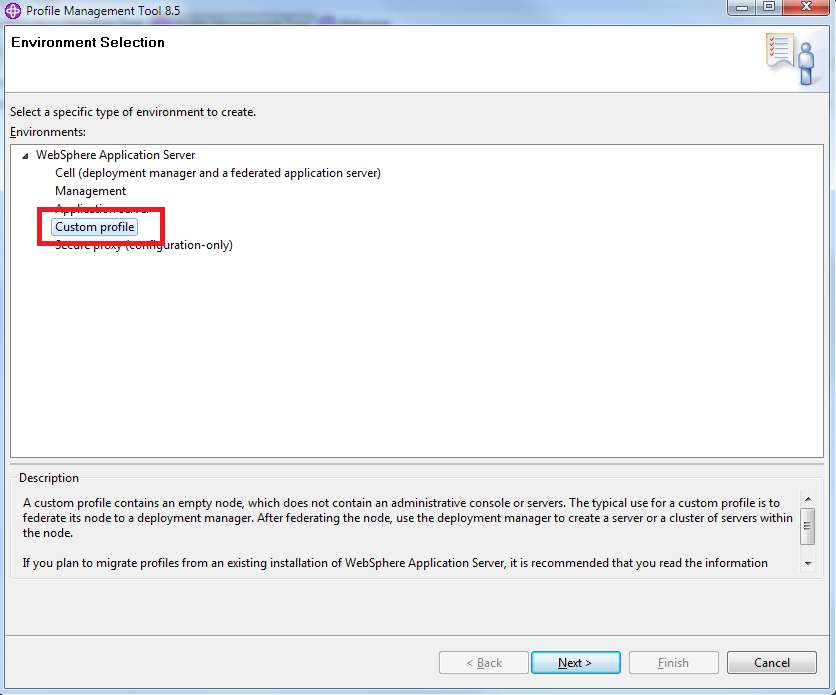 Profile Management Tool 8.5
Environment Selection
Select a specific type of environment to create.
Environments:
WebSphere Application Server
Cell (deployment manager and a federated application server)
Management
Application server
Custom profile
Secure proxy (configuration-only)
Description
A custom profile contains an empty node, which does not contain an administrative console or servers. The typical use for a custom profile is to
federate its node to a deployment manager. After federating the node, use the deployment manager to create a server or a cluster of servers within
the node.
If you plan to migrate profiles from an existing installation of WebSphere Application Server, it is recommended that you read the information
< Back
Next >
Finish
Cancel